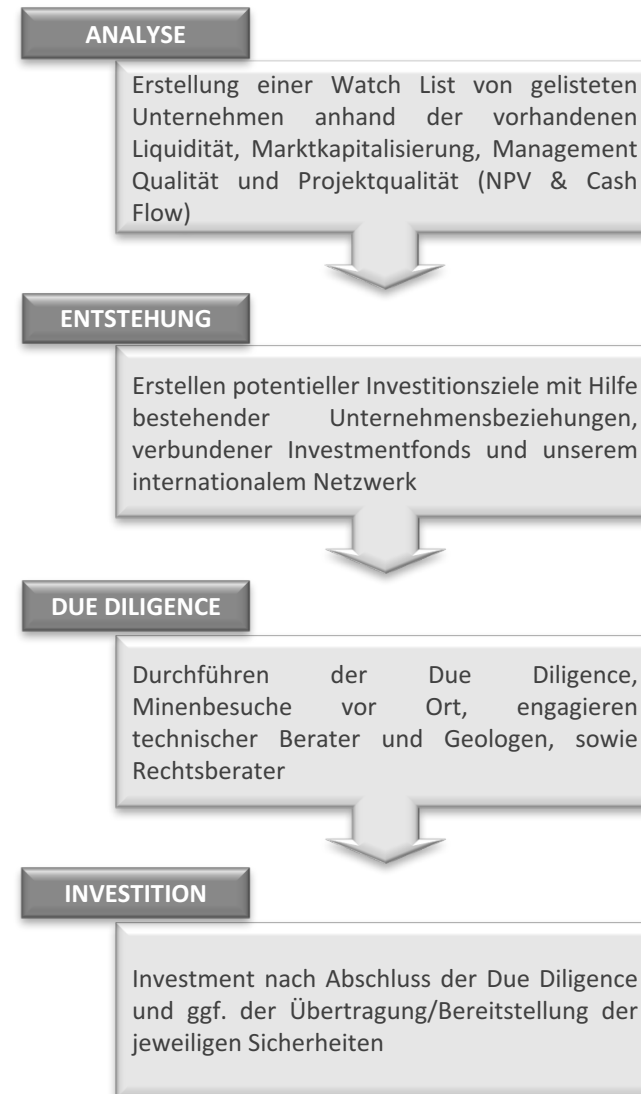 ANALYSE
Erstellung einer Watch List von gelisteten
Unternehmen anhand der vorhandenen
Liquidität, Marktkapitalisierung, Management
Qualität und Projektqualität (NPV & Cash
Flow)
ENTSTEHUNG
Erstellen potentieller Investitionsziele mit Hilfe
bestehender Unternehmensbeziehungen,
verbundener Investmentfonds und unserem
internationalem Netzwerk
DUE DILIGENCE
Durchführen der Due Diligence,
Minenbesuche vor Ort, engagieren
technischer Berater und Geologen, sowie
Rechtsberater
INVESTITION
Investment nach Abschluss der Due Diligence
und ggf. der Übertragung/Bereitstellung der
jeweiligen Sicherheiten